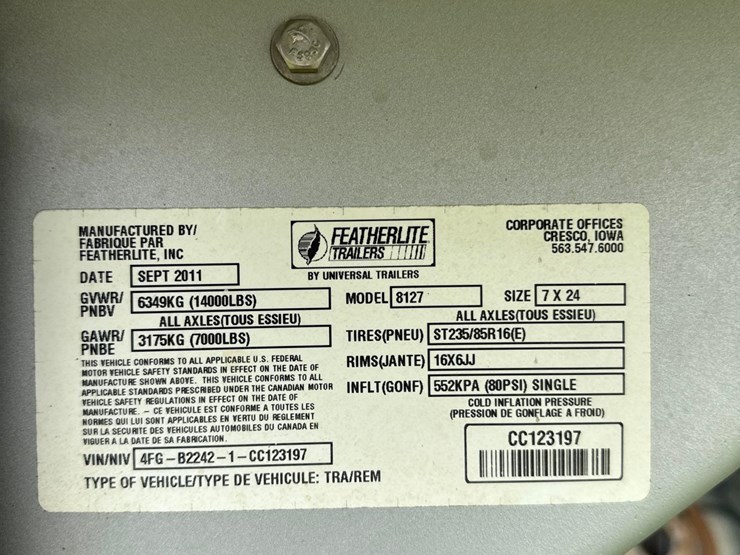 MANUFACTURED BY/
FABRIQUE PAR
FEATHERLITE, INC
FEATHERLITE
TRAILERS
BY UNIVERSAL TRAILERS
CORPORATE OFFICES
CRESCO, IOWA
563.547.6000
DATE SEPT 2011
GVWR/
PNBV 6349KG (14000LBS)
MODEL 8127 SIZE 7 X 24
ALL AXLES(TOUS ESSIEU)
GAWR/
PNBE 3175KG (7000LBS)
ALL AXLES(TOUS ESSIEU)
TIRES(PNEU) ST235/85R16(E)
RIMS(JANTE) 16X6JJ
INFLT(GONF) 552KPA (80PSI) SINGLE
COLD INFLATION PRESSURE
(PRESSION DE GONFLAGE A FROID)
THIS VEHICLE CONFORMS TO ALL APPLICABLE U.S. FEDERAL
MOTOR VEHICLE SAFETY STANDARDS IN EFFECT ON THE DATE OF
MANUFACTURE SHOWN ABOVE. THIS VEHICLE CONFORMS TO ALL
APPLICABLE STANDARDS PRESCRIBED UNDER THE CANADIAN MOTOR
VEHICLE SAFETY REGULATIONS IN EFFECT ON THE DATE OF
MANUFACTURE. – CE VEHICULE EST CONFORME A TOUTES LES
NORMES QUI LUI SONT APPLICABLES EN VERTU DU REGLEMENT
SUR LA SECURITE DES VEHICULES AUTOMOBILES DU CANADA EN
VIGUER A LA DATE DE SA FABRICATION.
VIN/NIV 4FG–B2242–1–CC123197
TYPE OF VEHICLE/TYPE DE VEHICULE: TRA/REM
CC123197